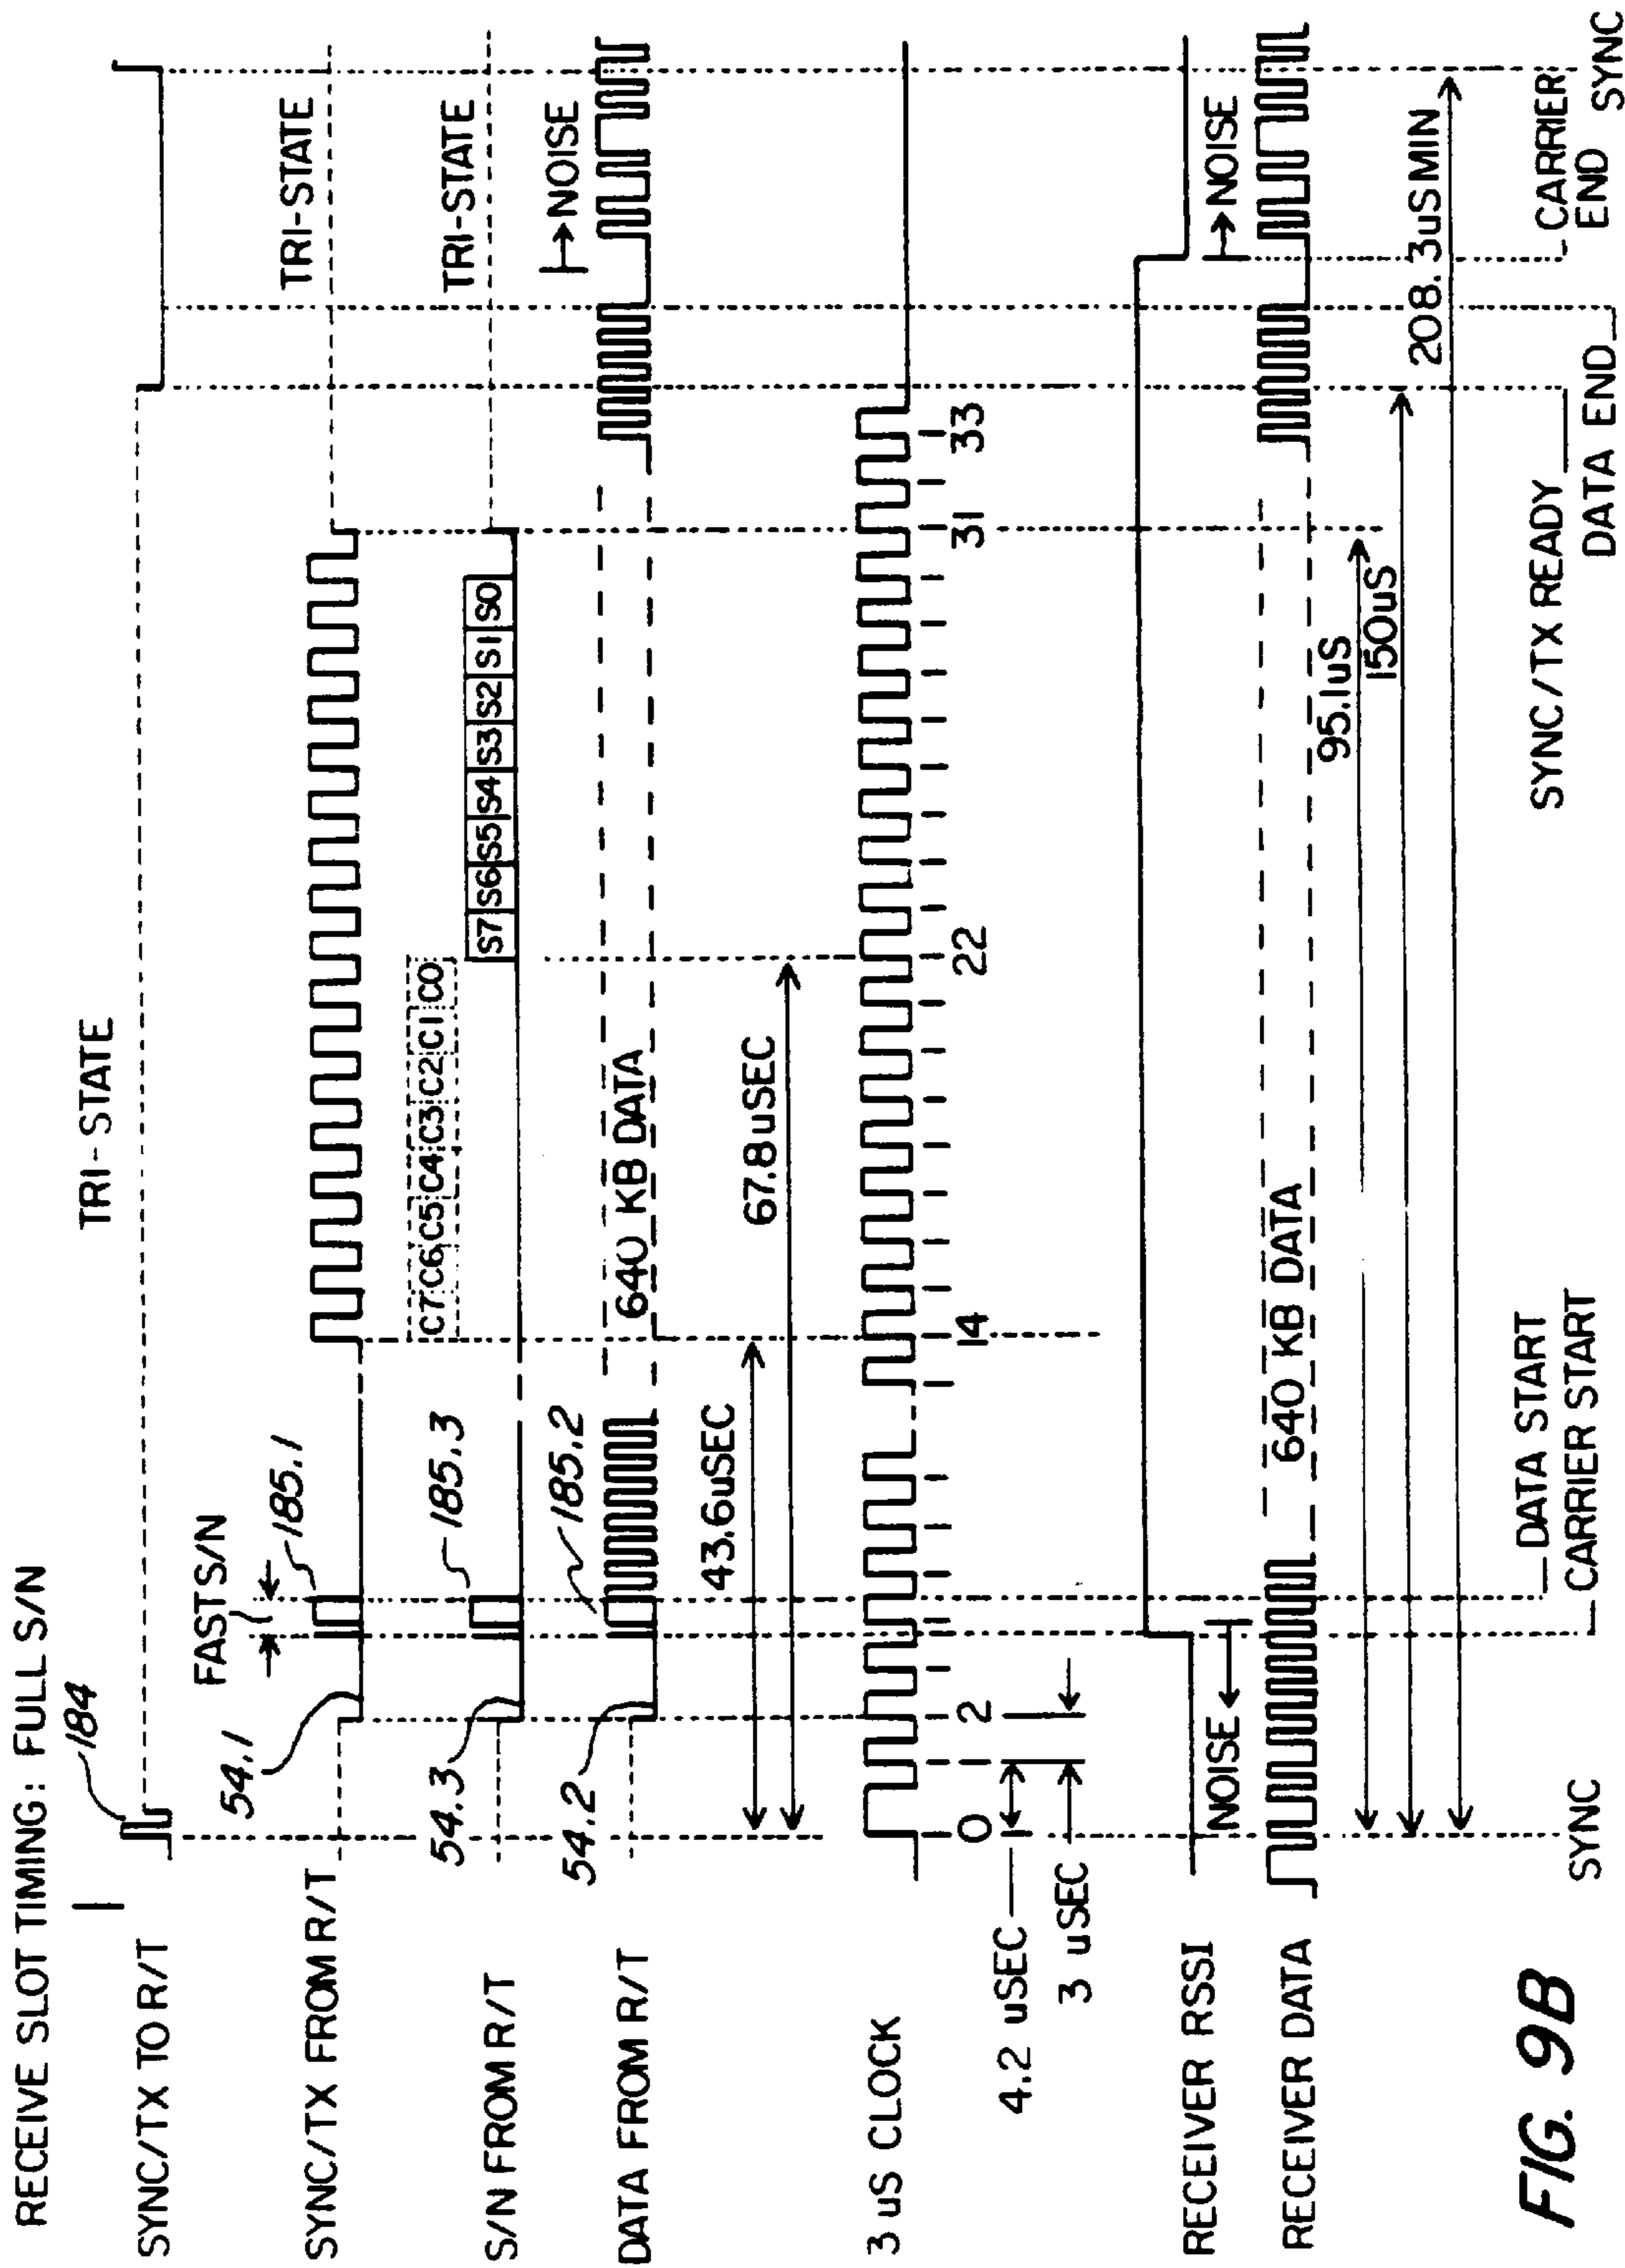 RECEIVE SLOT TIMING: FULL S/N
184
SYNC/TX TO R/T
TRI-STATE
FAST S/N
185.1
54.1
SYNC/TX FROM R/T
TRI-STATE
C7 C6 C5 C4 C3 C2 C1 C0
185.3
54.3
S/N FROM R/T
S7 S6 S5 S4 S3 S2 S1 S0
TRI-STATE
185.2
54.2
DATA FROM R/T
640 KB DATA
NOISE
43.6uSEC
67.8uSEC
3 uS CLOCK
0 1 2 14 22 31 33
4.2 uSEC
3 uSEC
RECEIVER RSSI
NOISE
NOISE
RECEIVER DATA
640 KB DATA
95.1uS
150uS
208.3uS MIN
SYNC
DATA START
CARRIER START
SYNC/TX READY
DATA END
CARRIER
END SYNC
FIG. 9B